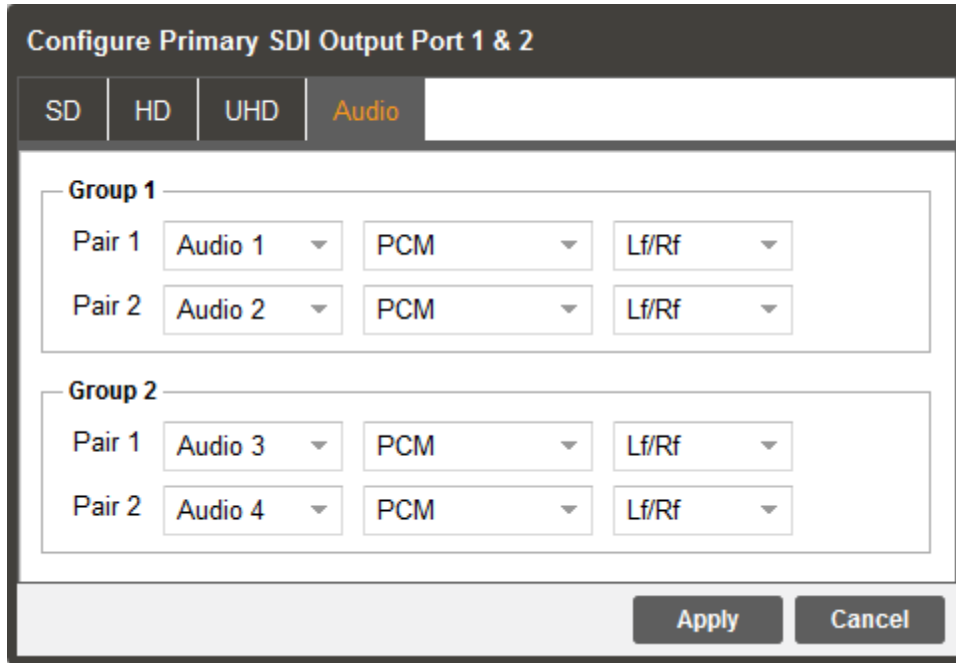 Configure Primary SDI Output Port 1 & 2
SD HD UHD Audio
Group 1
Pair 1 Audio 1 PCM Lf/Rf
Pair 2 Audio 2 PCM Lf/Rf
Group 2
Pair 1 Audio 3 PCM Lf/Rf
Pair 2 Audio 4 PCM Lf/Rf
Apply Cancel